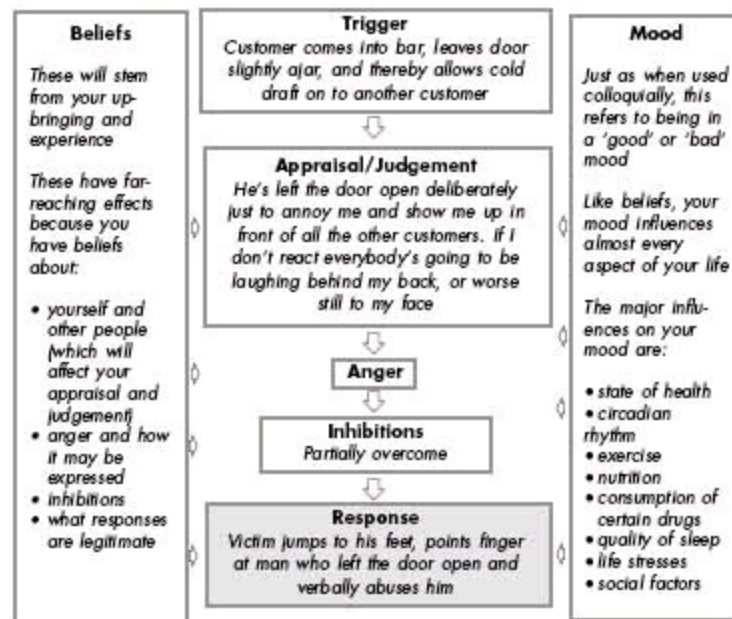 Beliefs
These will stem
from your up-
bringing and
experience
These have far-
reaching effects
because you
have beliefs
about:
• yourself and
other people
(which will
affect your
appraisal and
judgement)
• anger and how
it may be
expressed
• inhibitions
• what responses
are legitimate
Trigger
Customer comes into bar, leaves door
slightly ajar, and thereby allows cold
draft on to another customer
Appraisal/Judgement
He's left the door open deliberately
just to annoy me and show me up in
front of all the other customers. If I
don't react everybody's going to be
laughing behind my back, or worse
still to my face
Anger
Inhibitions
Partially overcome
Response
Victim jumps to his feet, points finger
at man who left the door open and
verbally abuses him
Mood
Just as when used
colloquially, this
refers to being in
a 'good' or 'bad'
mood
Like beliefs, your
mood influences
almost every
aspect of your life
The major influ-
ences on your
mood are:
• state of health
• circadian
rhythm
• exercise
• nutrition
• consumption of
certain drugs
• quality of sleep
• life stresses
• social factors